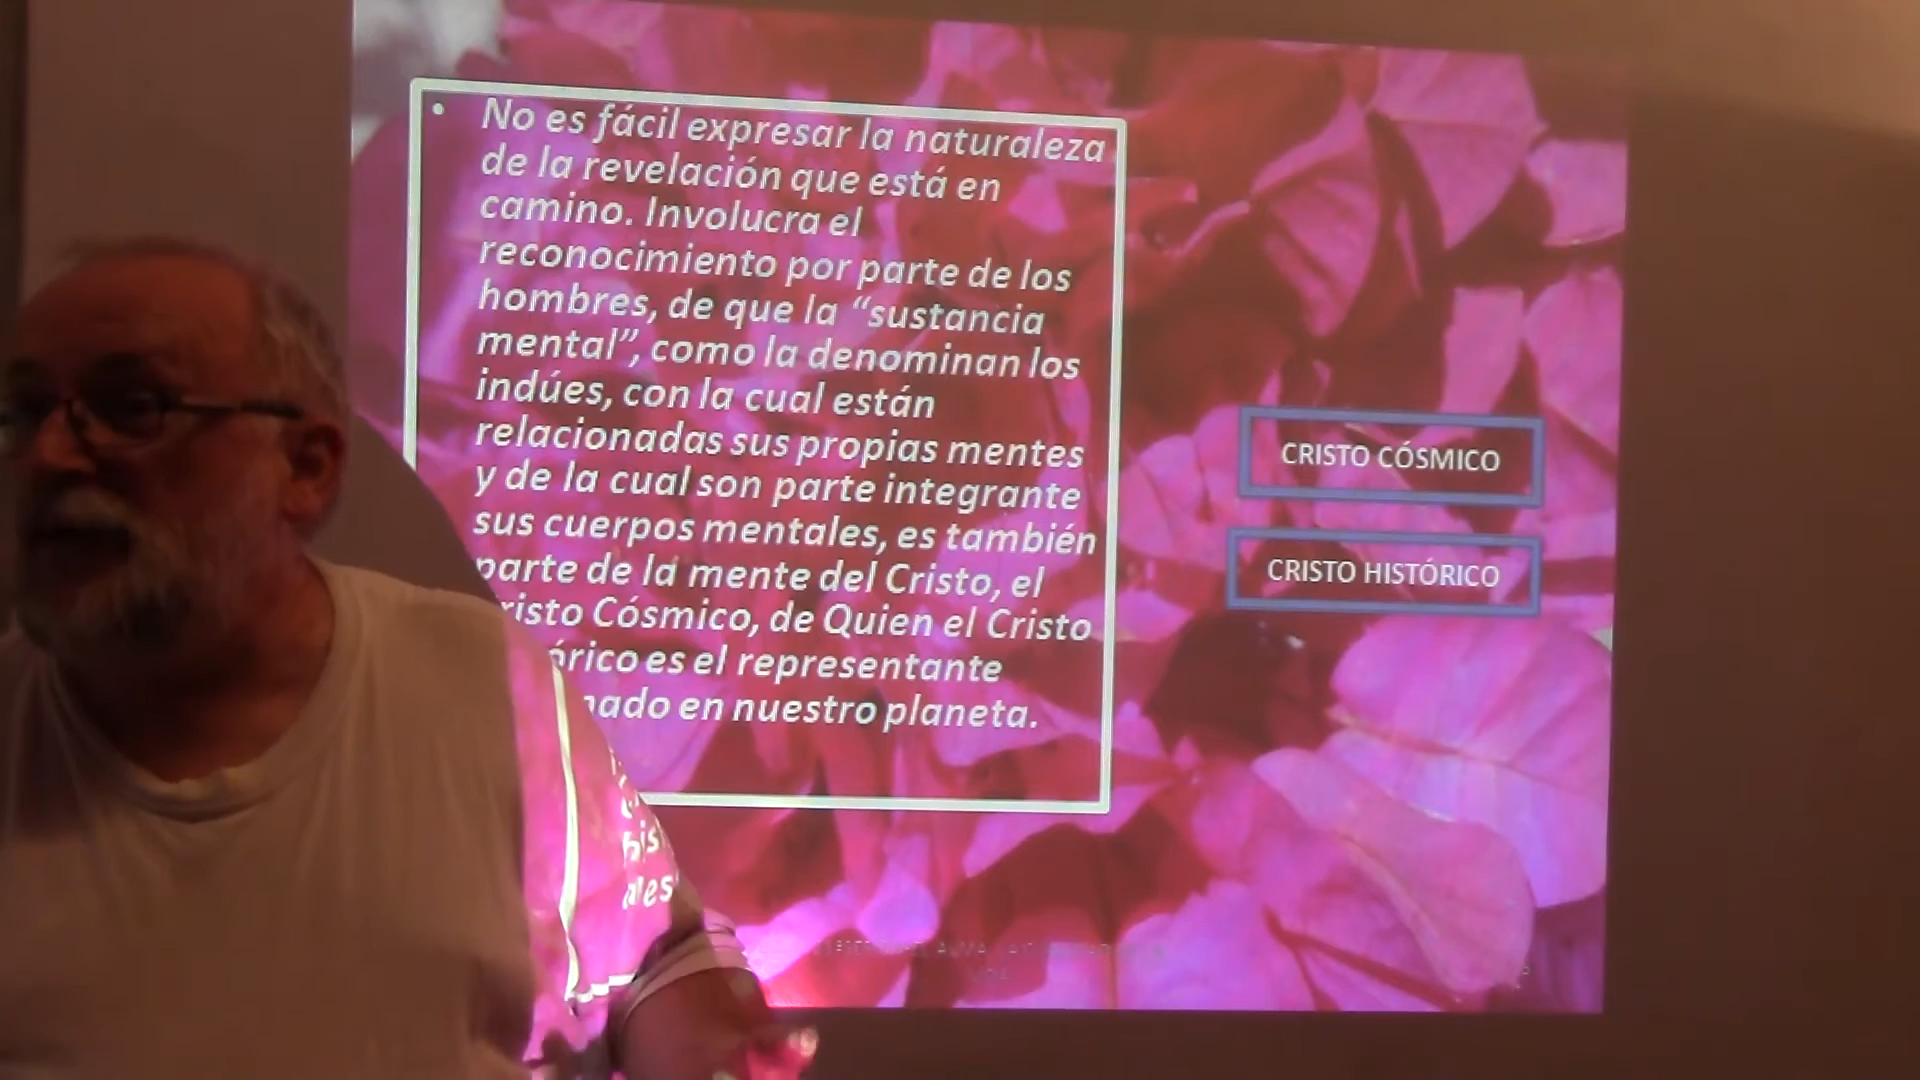 • No es fácil expresar la naturaleza
de la revelación que está en
camino. Involucra el
reconocimiento por parte de los
hombres, de que la “sustancia
mental”, como la denominan los
indúes, con la cual están
relacionadas sus propias mentes
y de la cual son parte integrante
sus cuerpos mentales, es también
parte de la mente del Cristo, el
Cósmico, de Quien el Cristo
es el representante
en nuestro planeta.
CRISTO CÓSMICO
CRISTO HISTÓRICO